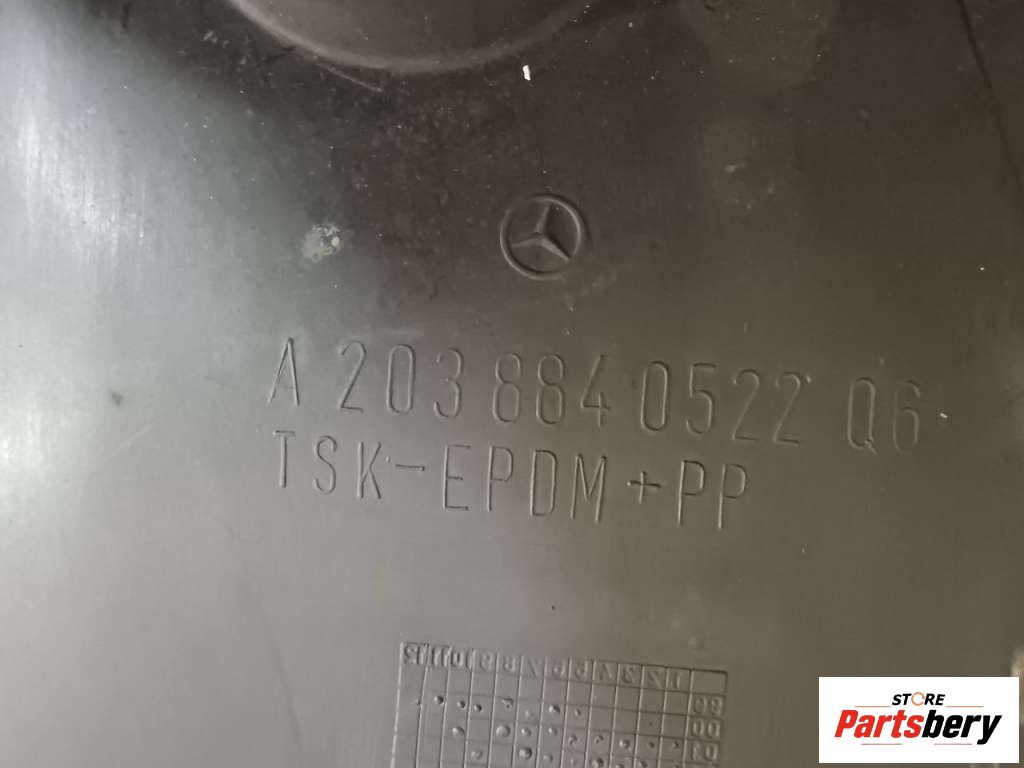 A 203 884 0522 Q6
TSK-EPDM+PP
STORE
Partsbery